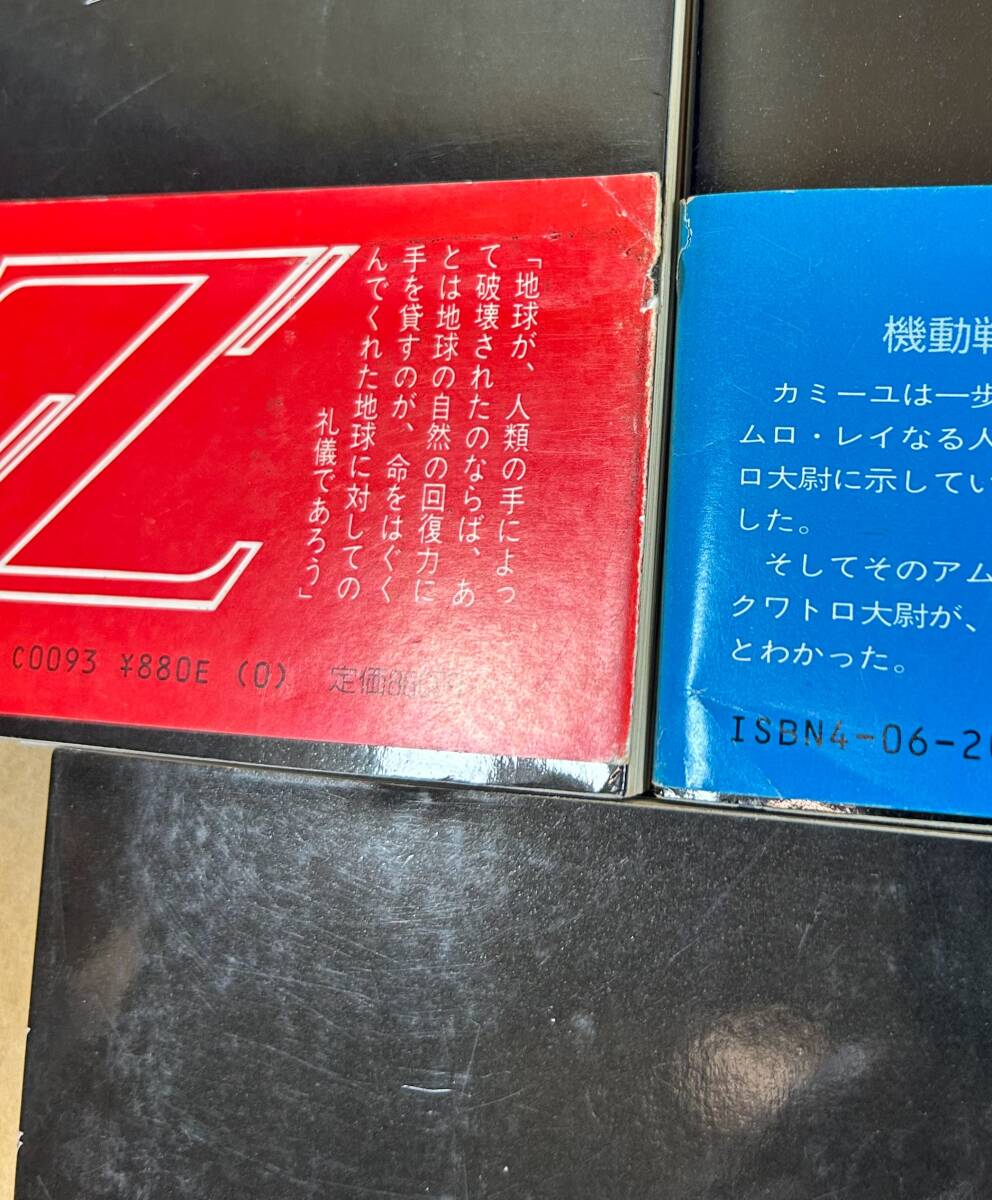 Z
「地球が、人類の手によっ
て破壊されたのならば、あ
とは地球の自然の回復力に
手を貸すのが、命をはぐく
んでくれた地球に対しての
礼儀であろう」
C0093 ¥880E (0) 定価
機動戦
カミーユは一歩
ムロ・レイなる人
ロ大尉に示してい
した。
そしてそのアム
クワトロ大尉が、
とわかった。
ISBN4-06-20